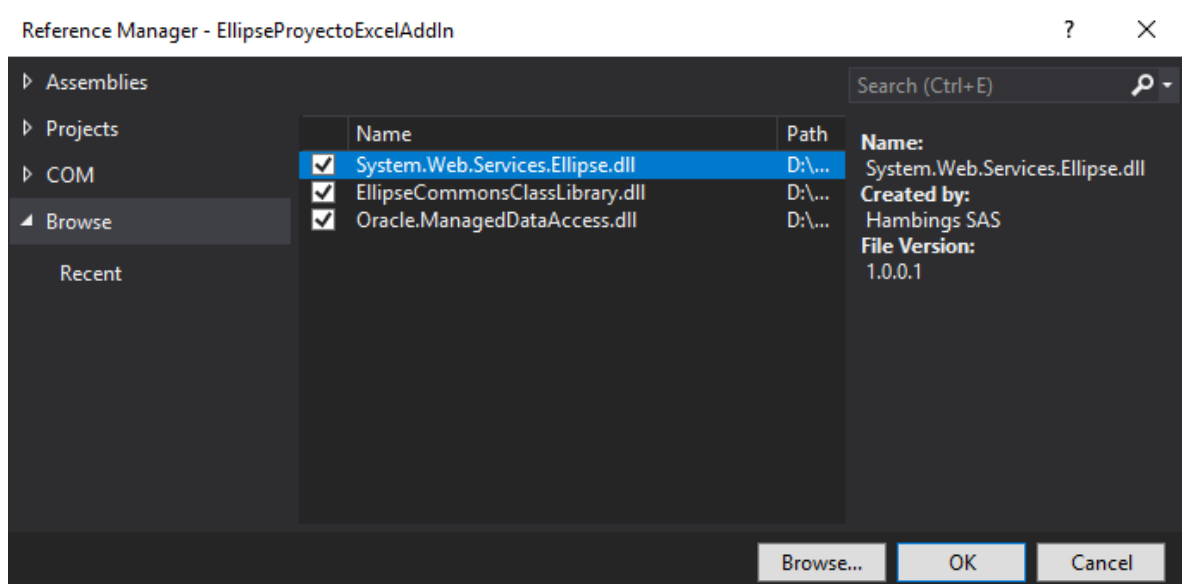 Reference Manager - EllipseProyectoExcelAddIn
?
Assemblies
Projects
COM
Browse
Recent
Name Path
System.Web.Services.Ellipse.dll D:\...
EllipseCommonsClassLibrary.dll D:\...
Oracle.ManagedDataAccess.dll D:\...
Search (Ctrl+E)
Name:
System.Web.Services.Ellipse.dll
Created by:
Hambings SAS
File Version:
1.0.0.1
Browse... OK Cancel